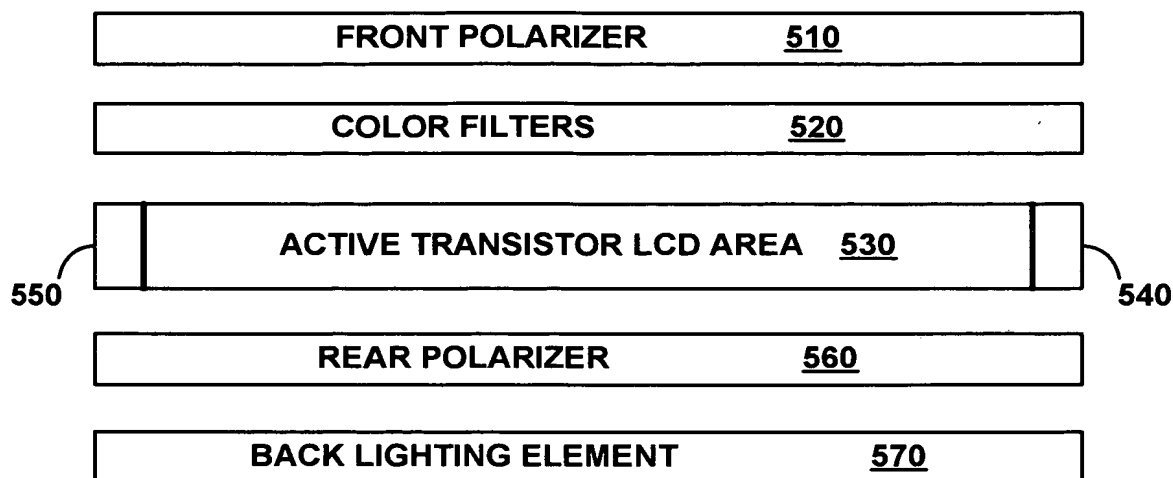 FRONT POLARIZER 510
COLOR FILTERS 520
ACTIVE TRANSISTOR LCD AREA 530
550
540
REAR POLARIZER 560
BACK LIGHTING ELEMENT 570